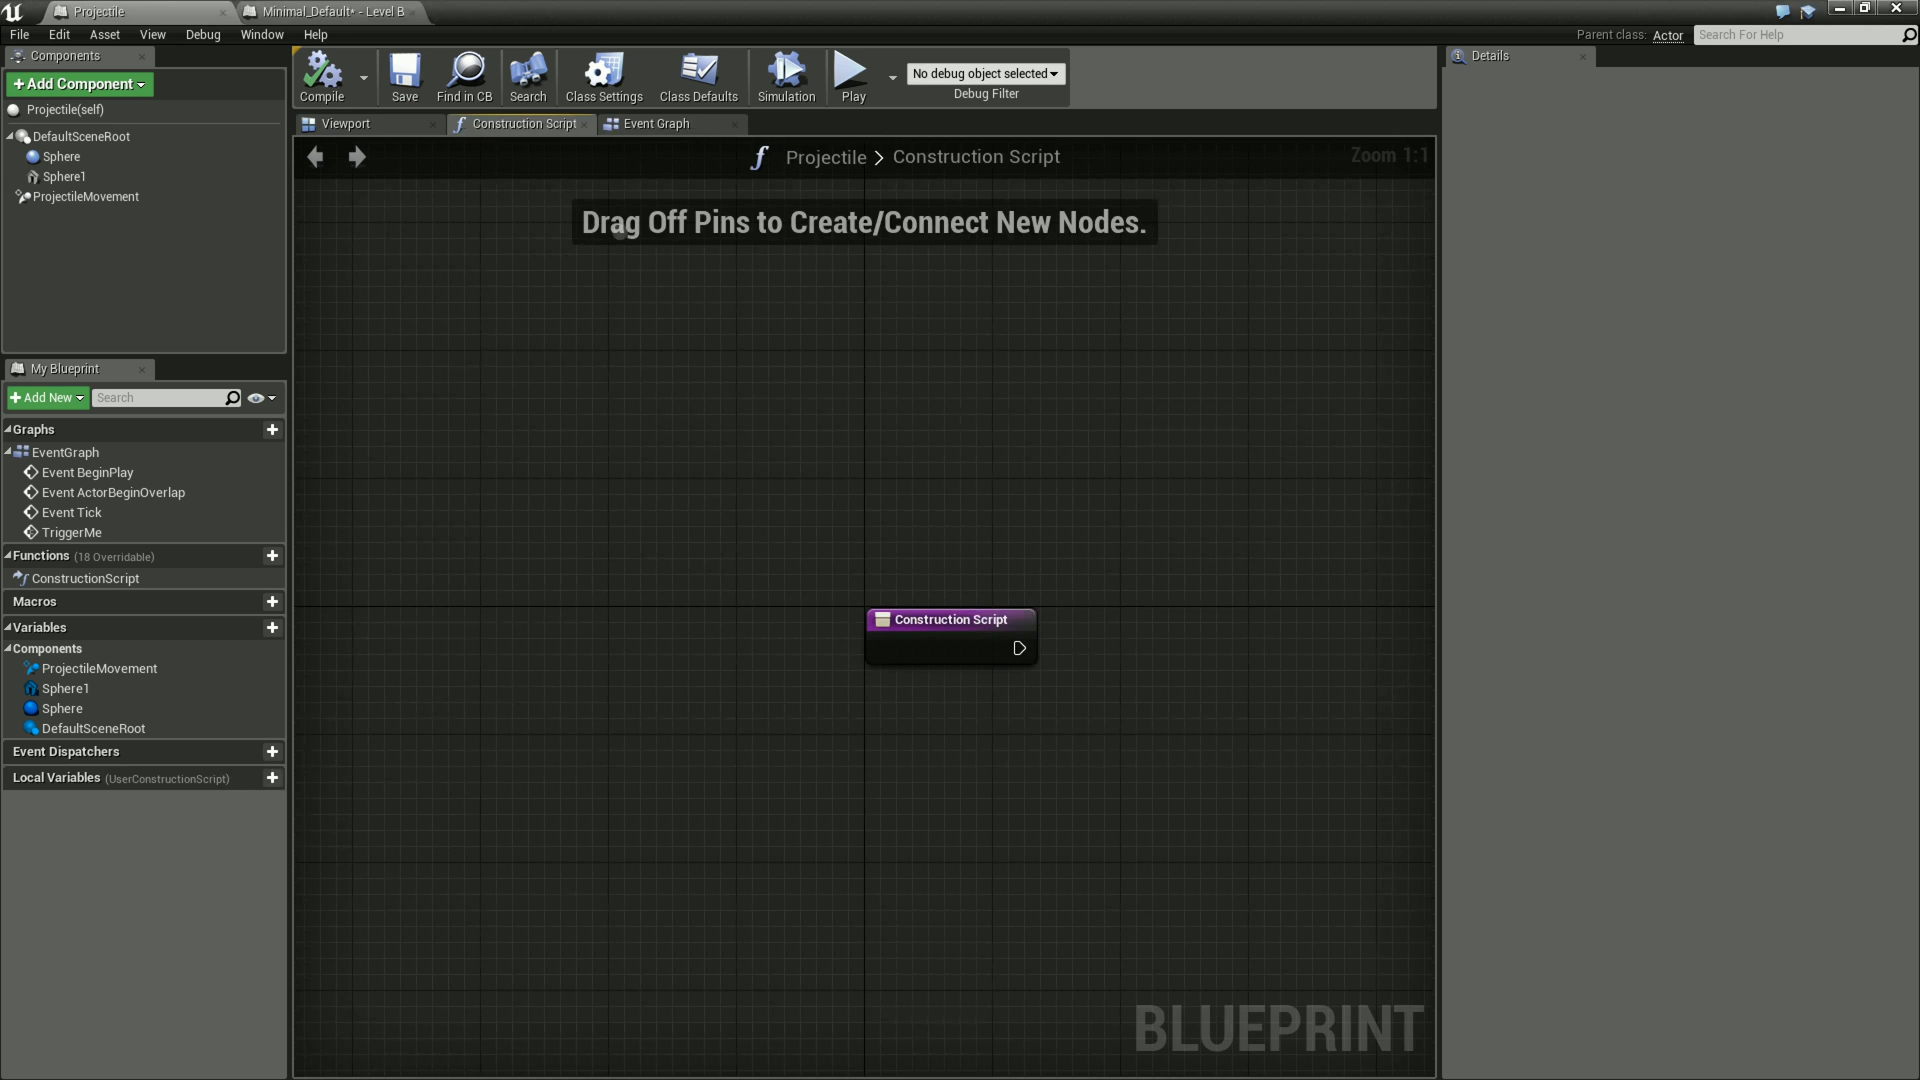 Projectile
Minimal_Default* - Level B
File Edit Asset View Debug Window Help
Parent class: Actor
Search For Help
Components
+ Add Component
Projectile(self)
DefaultSceneRoot
Sphere
Sphere1
ProjectileMovement
My Blueprint
+ Add New
Search
Graphs
EventGraph
Event BeginPlay
Event ActorBeginOverlap
Event Tick
TriggerMe
Functions (18 Overridable)
ConstructionScript
Macros
Variables
Components
ProjectileMovement
Sphere1
Sphere
DefaultSceneRoot
Event Dispatchers
Local Variables (UserConstructionScript)
Compile
Save
Find in CB
Search
Class Settings
Class Defaults
Simulation
Play
No debug object selected
Debug Filter
Viewport
Construction Script
Event Graph
Projectile > Construction Script
Zoom 1:1
Drag Off Pins to Create/Connect New Nodes.
Construction Script
BLUEPRINT
Details